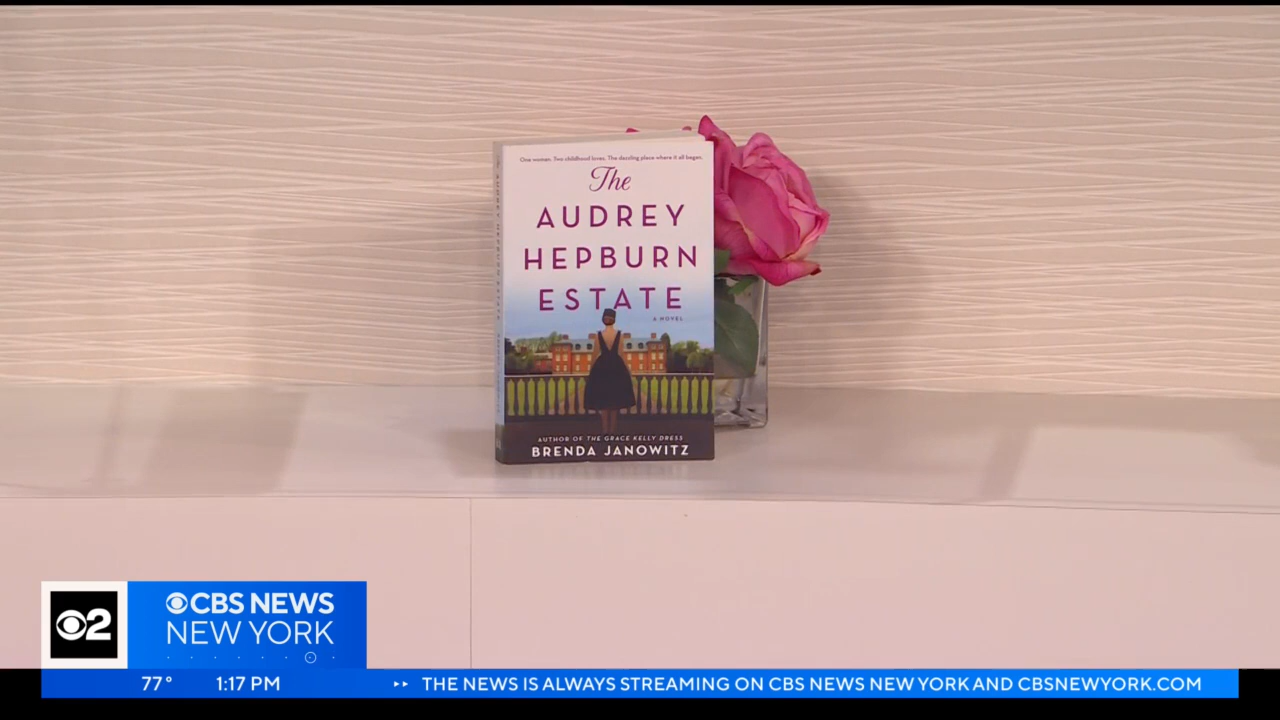 One woman. Two childhood loves. The dazzling place where it all began.
The
AUDREY
HEPBURN
ESTATE
A NOVEL
AUTHOR OF THE GRACE KELLY DRESS
BRENDA JANOWITZ
2
CBS NEWS
NEW YORK
77° 1:17 PM THE NEWS IS ALWAYS STREAMING ON CBS NEWS NEW YORK AND CBSNEWYORK.COM